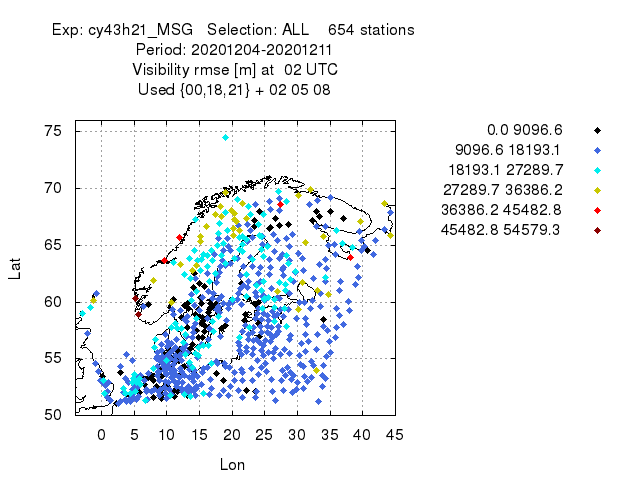 Exp: cy43h21_MSG Selection: ALL 654 stations
Period: 20201204-20201211
Visibility rmse [m] at 02 UTC
Used {00,18,21} + 02 05 08
0.0 9096.6
9096.6 18193.1
18193.1 27289.7
27289.7 36386.2
36386.2 45482.8
45482.8 54579.3
75
70
65
60
55
50
Lat
0 5 10 15 20 25 30 35 40 45
Lon